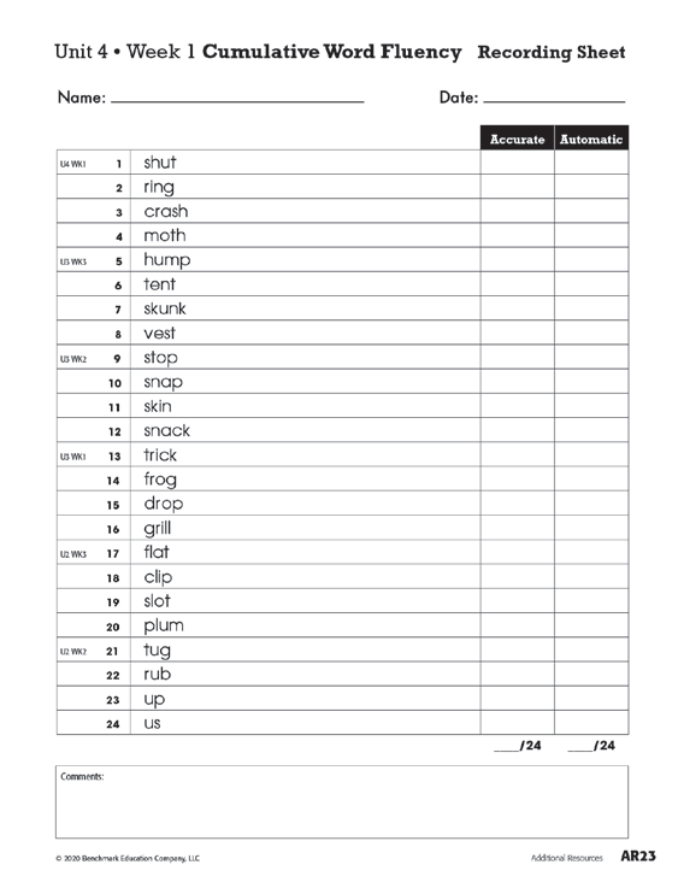 Unit 4 • Week 1 Cumulative Word Fluency Recording Sheet
Name: Date:
Accurate Automatic
U4 WK1 1 shut
2 ring
3 crash
4 moth
U3 WK3 5 hump
6 tent
7 skunk
8 vest
U3 WK2 9 stop
10 snap
11 skin
12 snack
U3 WK1 13 trick
14 frog
15 drop
16 grill
U2 WK3 17 flat
18 clip
19 slot
20 plum
U2 WK2 21 tug
22 rub
23 up
24 us
____/24 ____/24
Comments:
© 2020 Benchmark Education Company, LLC Additional Resources AR23